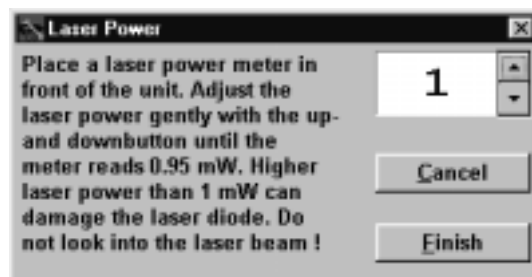 Laser Power
Place a laser power meter in
front of the unit. Adjust the
laser power gently with the up-
and downbutton until the
meter reads 0.95 mW. Higher
laser power than 1 mW can
damage the laser diode. Do
not look into the laser beam !
1
Cancel
Finish